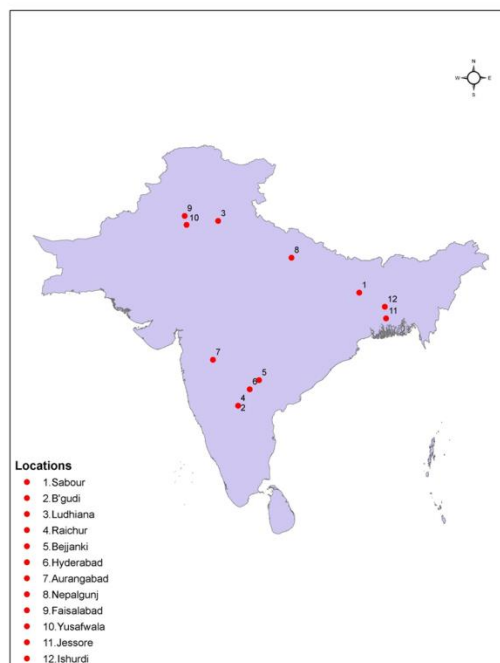 N
W E
S
9
10
3
8
1
12
11
7
5
6
4
2
Locations
1.Sabour
2.B'gudi
3.Ludhiana
4.Raichur
5.Bejjanki
6.Hyderabad
7.Aurangabad
8.Nepalgunj
9.Faisalabad
10.Yusafwala
11.Jessore
12.Ishurdi